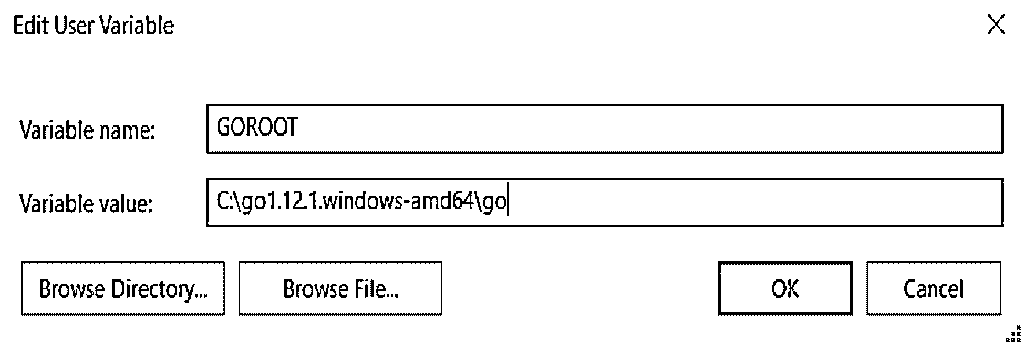 Edit User Variable
Variable name: GOROOT
Variable value: C:\go1.12.1.windows-amd64\go
Browse Directory... Browse File... OK Cancel